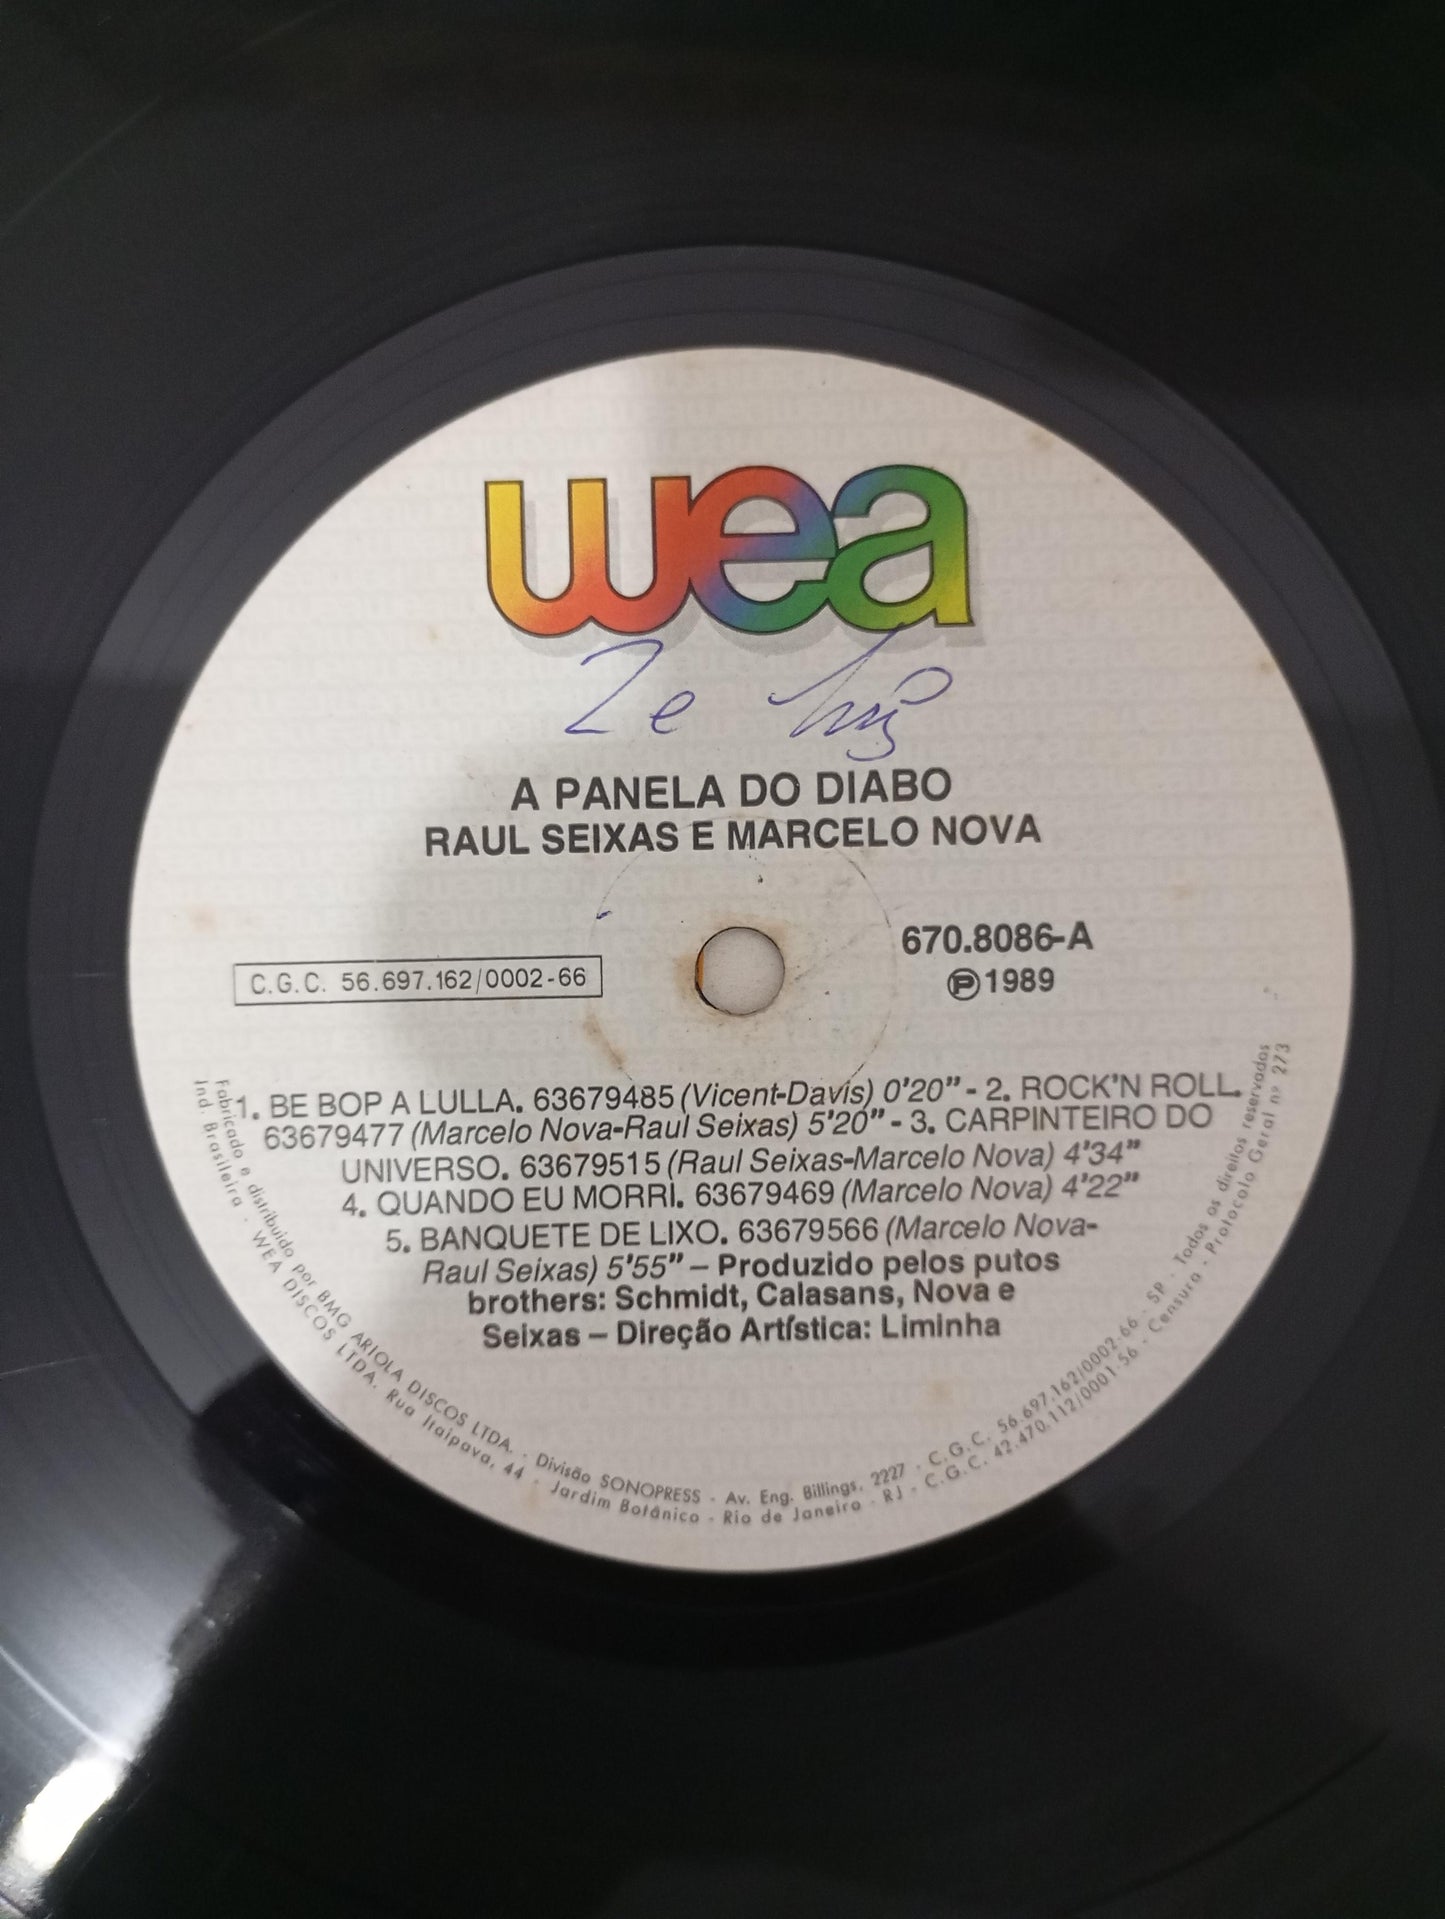 wea
Ze Luiz
A PANELA DO DIABO
RAUL SEIXAS E MARCELO NOVA
670.8086-A
Ⓟ1989
C.G.C. 56.697.162/0002-66
1. BE BOP A LULLA. 63679485 (Vicent-Davis) 0'20" - 2. ROCK'N ROLL.
63679477 (Marcelo Nova-Raul Seixas) 5'20" - 3. CARPINTEIRO DO
UNIVERSO. 63679515 (Raul Seixas-Marcelo Nova) 4'34"
4. QUANDO EU MORRI. 63679469 (Marcelo Nova) 4'22"
5. BANQUETE DE LIXO. 63679566 (Marcelo Nova-
Raul Seixas) 5'55" – Produzido pelos putos
brothers: Schmidt, Calasans, Nova e
Seixas – Direção Artística: Liminha
Fabricado e distribuído por BMG ARIOLA DISCOS LTDA. - Divisão SONOPRESS - Av. Eng. Billings, 2227 - C.G.C. 56.697.162/0002-66 - SP - Todos os direitos reservados
Ind. Brasileira - WEA DISCOS LTDA. Rua Itaipava, 44 - Jardim Botânico - Rio de Janeiro - RJ - C.G.C. 42.470.112/0001-56 - Censura - Protocolo Geral nº 273